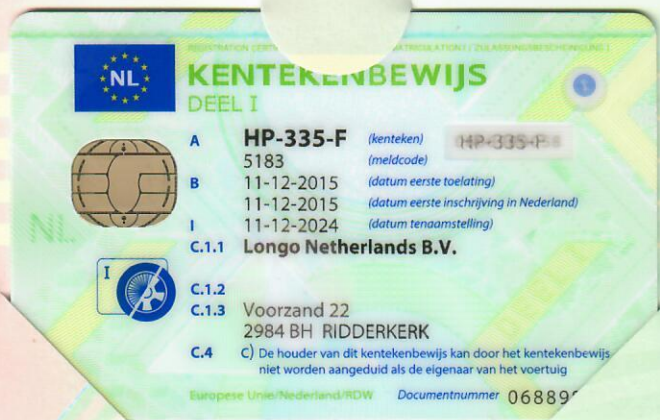 NL
KENTEKENBEWIJS
DEEL I
A HP-335-F (kenteken) HP-335-F
5183 (meldcode)
B 11-12-2015 (datum eerste toelating)
11-12-2015 (datum eerste inschrijving in Nederland)
I 11-12-2024 (datum tenaamstelling)
C.1.1 Longo Netherlands B.V.
NL
I
C.1.2
C.1.3 Voorzand 22
2984 BH RIDDERKERK
C.4 c) De houder van dit kentekenbewijs kan door het kentekenbewijs
niet worden aangeduid als de eigenaar van het voertuig
Europese Unie/Nederland/RDW Documentnummer